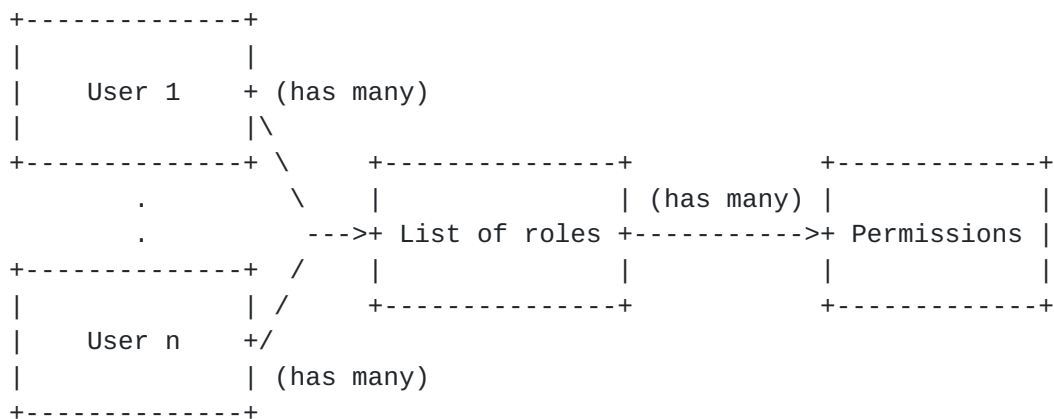 User 1 (has many)
(has many)
List of roles Permissions
User n
(has many)